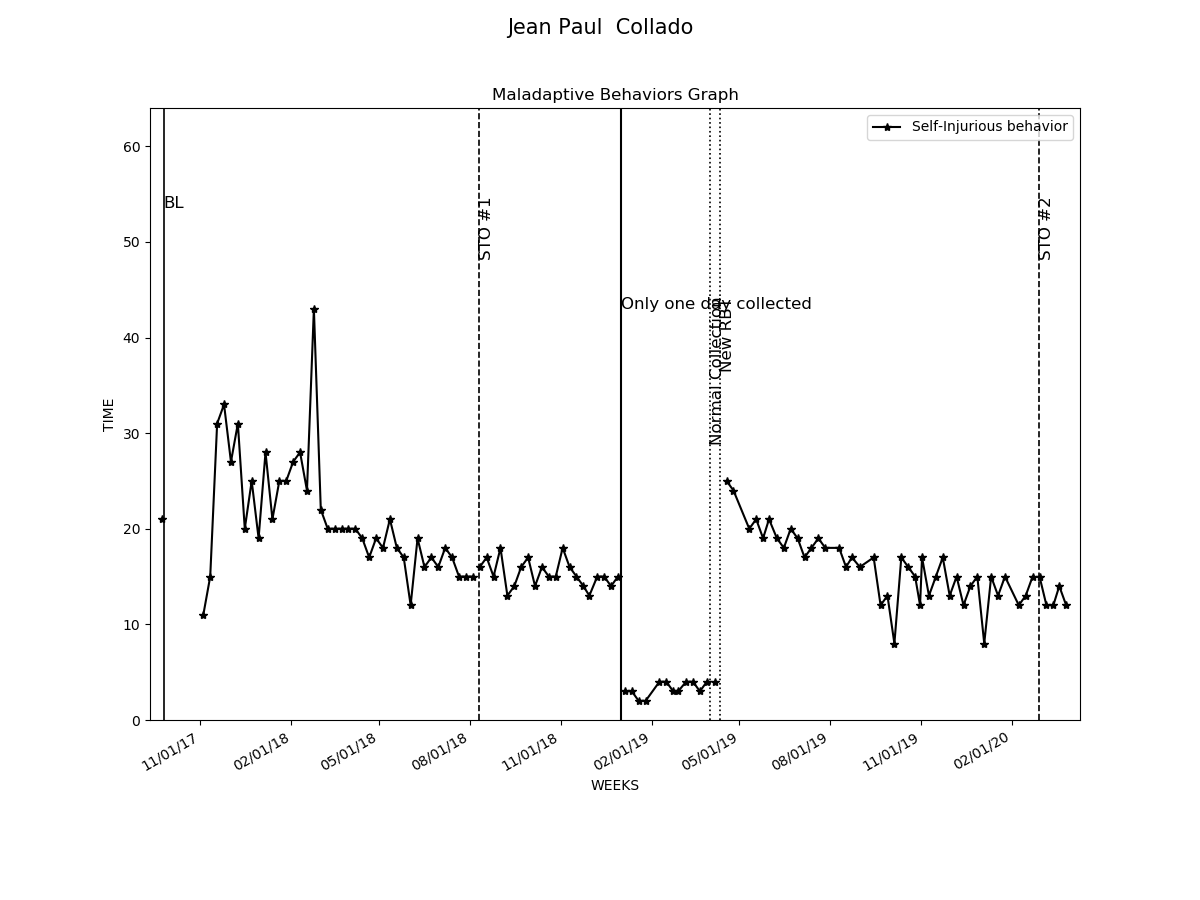 Jean Paul  Collado
Maladaptive Behaviors Graph
Self-Injurious behavior
BL
STO #1
Only one day collected
Normal Collection
New RBT
STO #2
TIME
60
50
40
30
20
10
0
11/01/17
02/01/18
05/01/18
08/01/18
11/01/18
02/01/19
05/01/19
08/01/19
11/01/19
02/01/20
WEEKS